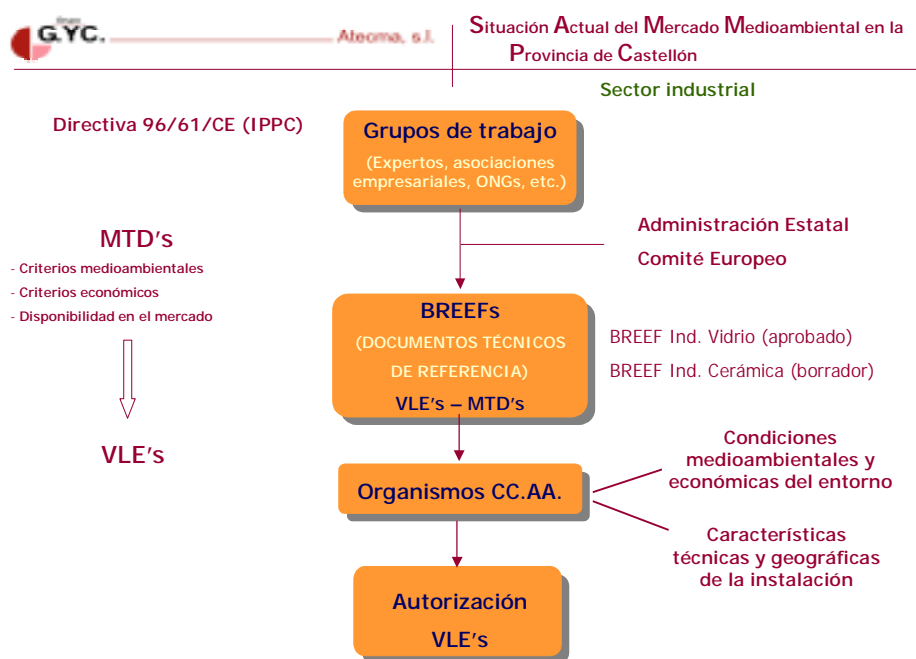 Grupo
G.YC.
Atecma, s.l.
Situación Actual del Mercado Medioambiental en la
Provincia de Castellón
Sector industrial
Directiva 96/61/CE (IPPC)
Grupos de trabajo
(Expertos, asociaciones
empresariales, ONGs, etc.)
Administración Estatal
Comité Europeo
MTD's
- Criterios medioambientales
- Criterios económicos
- Disponibilidad en el mercado
VLE's
BREEFs
(DOCUMENTOS TÉCNICOS
DE REFERENCIA)
VLE's – MTD's
BREEF Ind. Vidrio (aprobado)
BREEF Ind. Cerámica (borrador)
Organismos CC.AA.
Condiciones
medioambientales y
económicas del entorno
Características
técnicas y geográficas
de la instalación
Autorización
VLE's